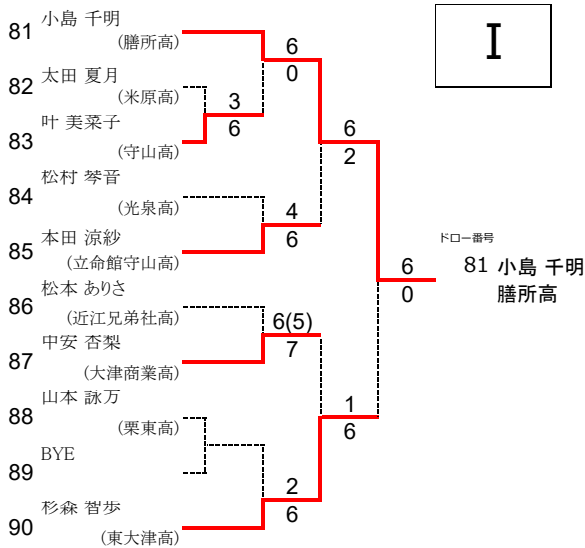 I
81 小島 千明
(膳所高)
6
0
82 太田 夏月
(米原高)
3
6
83 叶 美菜子
(守山高)
6
2
84 松村 琴音
(光泉高)
4
6
85 本田 涼紗
(立命館守山高)
ドロー番号
81 小島 千明
膳所高
6
0
86 松本 ありさ
(近江兄弟社高)
6(5)
7
87 中安 杏梨
(大津商業高)
88 山本 詠万
(栗東高)
1
6
89 BYE
2
6
90 杉森 智歩
(東大津高)